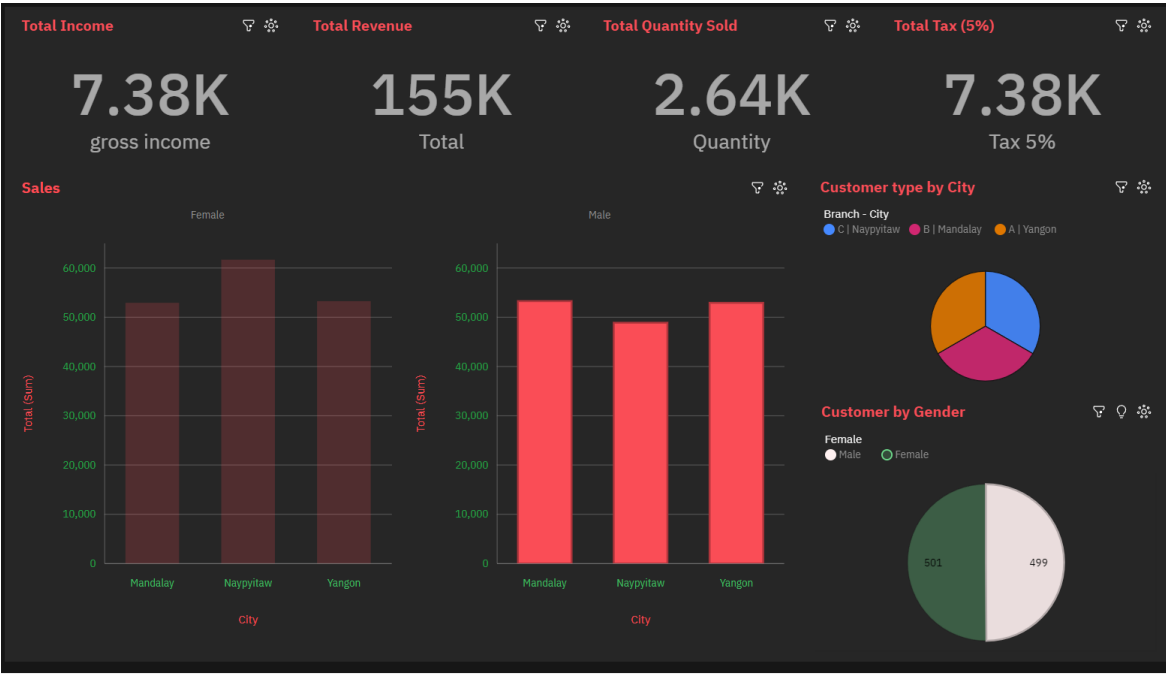 Total Income
Total Revenue
Total Quantity Sold
Total Tax (5%)
7.38K
gross income
155K
Total
2.64K
Quantity
7.38K
Tax 5%
Sales
Female
Male
60,000
50,000
40,000
30,000
20,000
10,000
0
Total (Sum)
Mandalay
Naypyitaw
Yangon
City
60,000
50,000
40,000
30,000
20,000
10,000
0
Total (Sum)
Mandalay
Naypyitaw
Yangon
City
Customer type by City
Branch - City
C | Naypyitaw
B | Mandalay
A | Yangon
Customer by Gender
Female
Male
Female
501
499